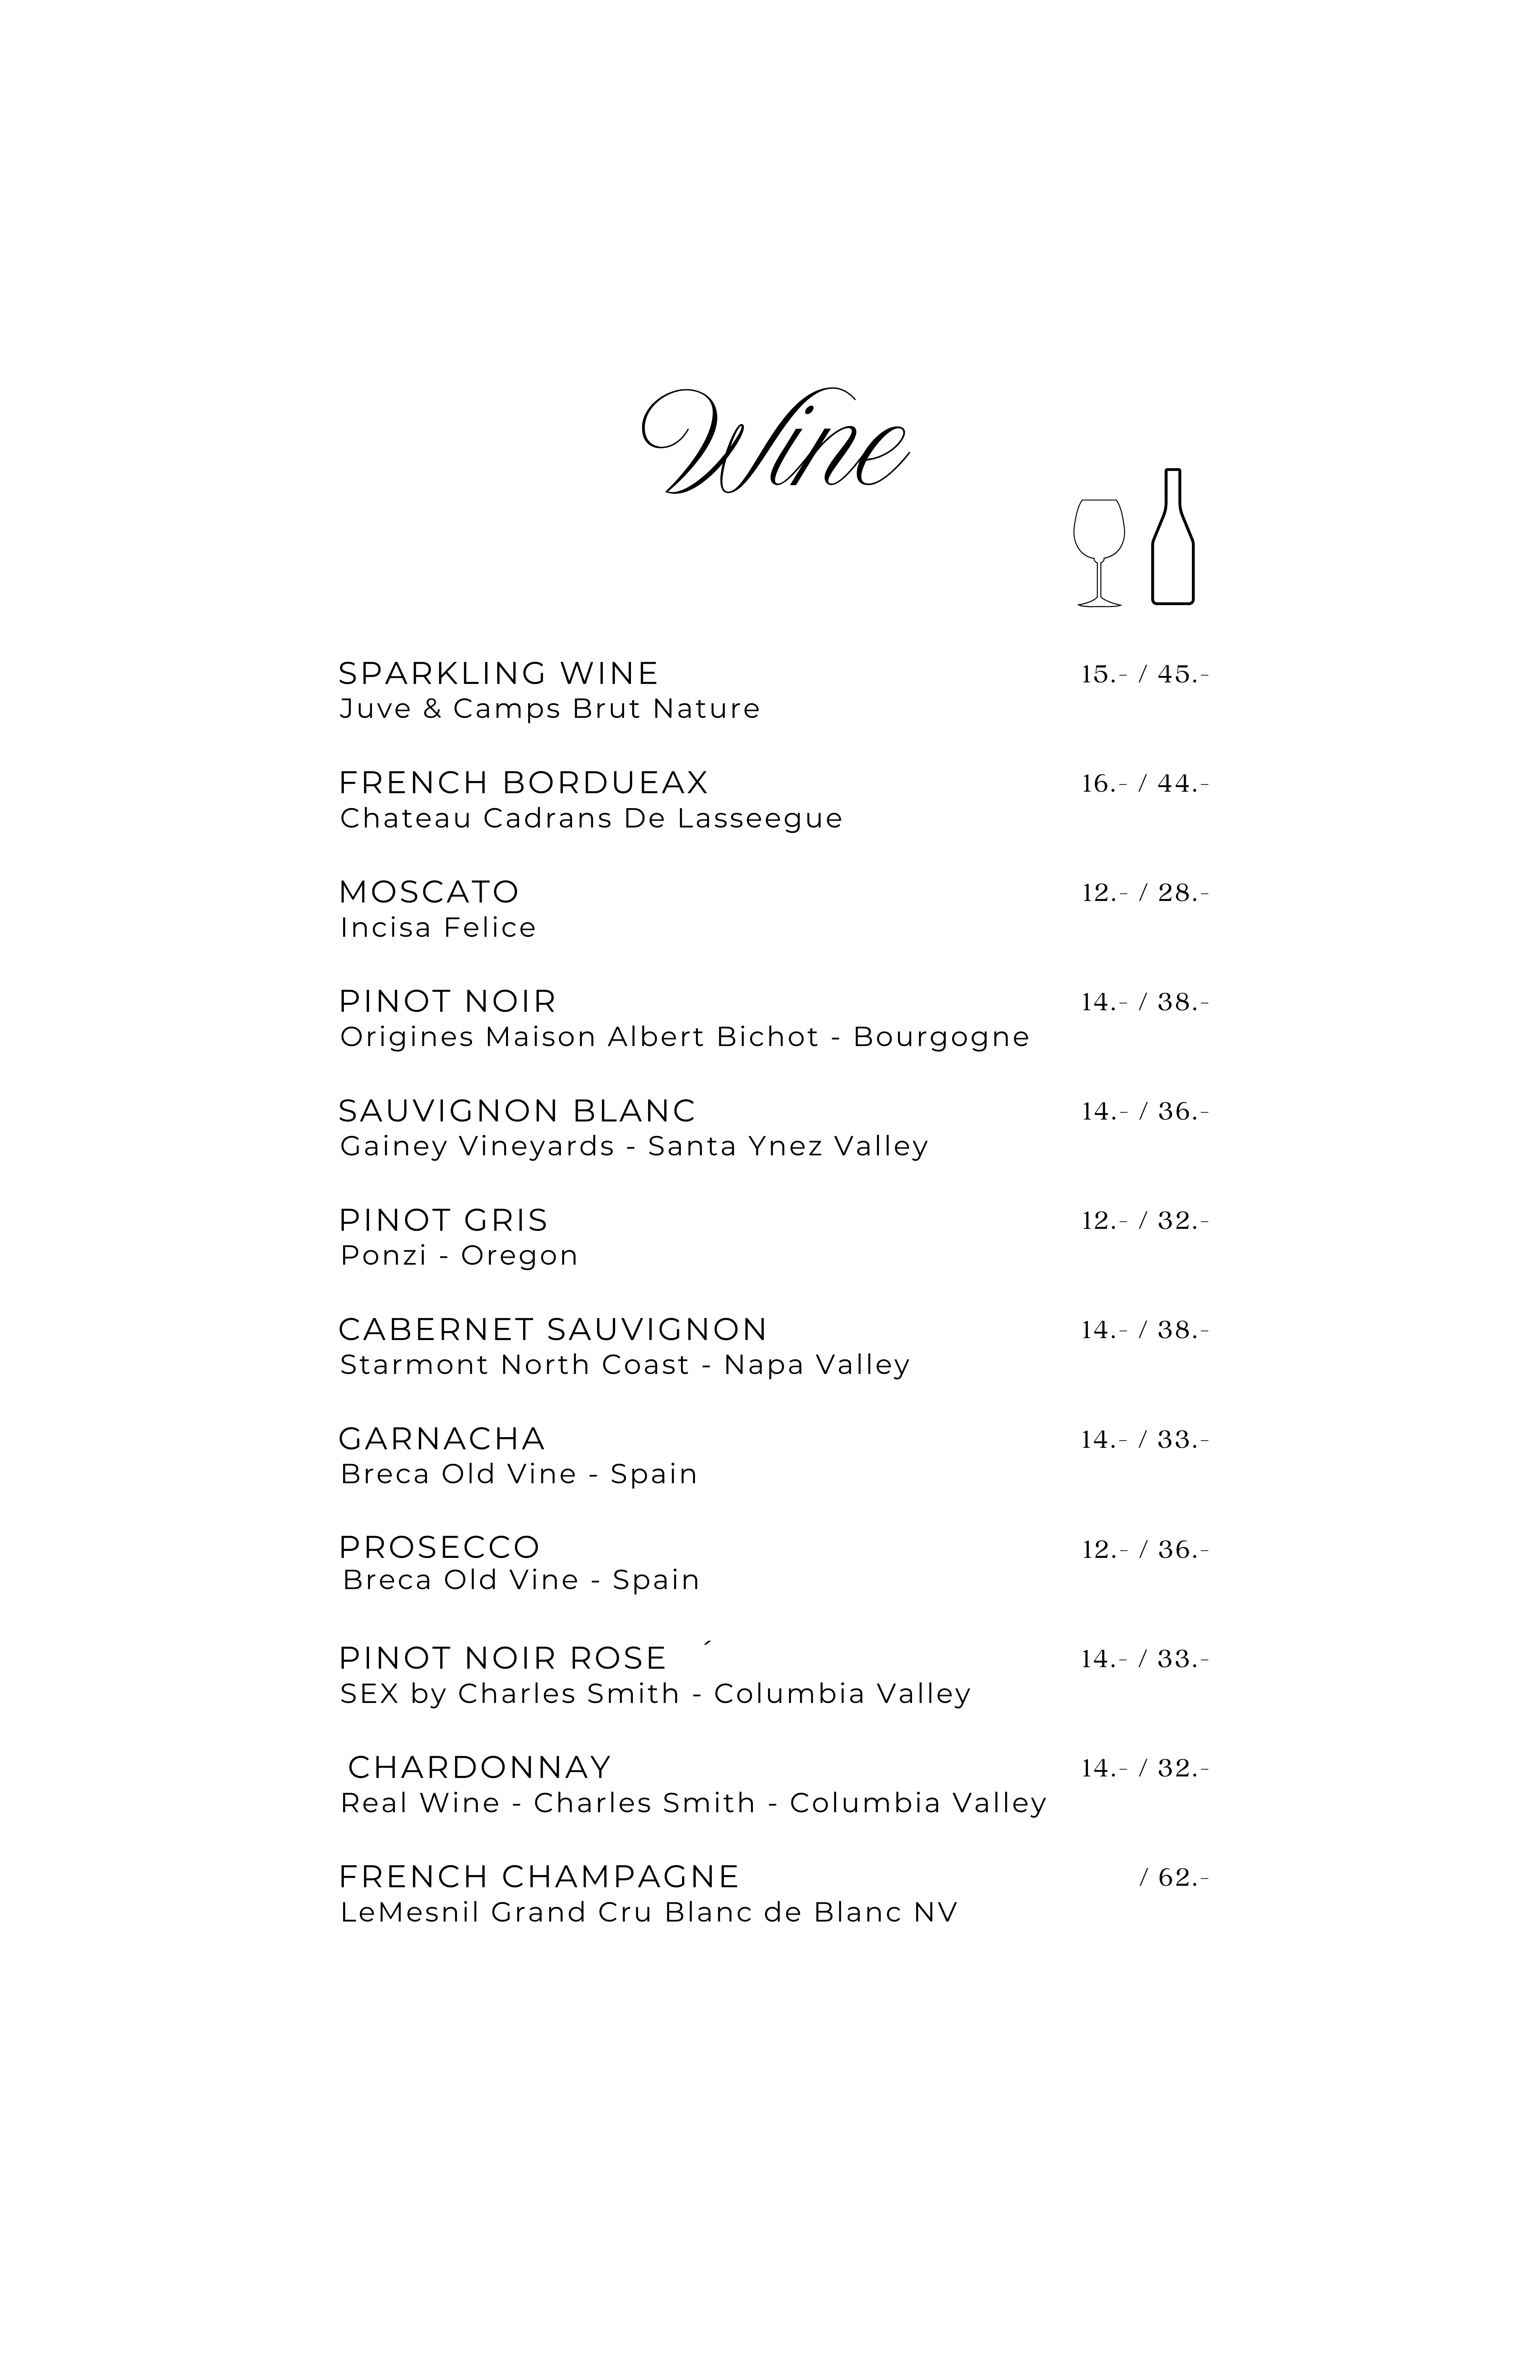 Wine
SPARKLING WINE 15.- / 45.-
Juve & Camps Brut Nature
FRENCH BORDUEAX 16.- / 44.-
Chateau Cadrans De Lasseegue
MOSCATO 12.- / 28.-
Incisa Felice
PINOT NOIR 14.- / 38.-
Origines Maison Albert Bichot - Bourgogne
SAUVIGNON BLANC 14.- / 36.-
Gainey Vineyards - Santa Ynez Valley
PINOT GRIS 12.- / 32.-
Ponzi - Oregon
CABERNET SAUVIGNON 14.- / 38.-
Starmont North Coast - Napa Valley
GARNACHA 14.- / 33.-
Breca Old Vine - Spain
PROSECCO 12.- / 36.-
Breca Old Vine - Spain
PINOT NOIR ROSE ´ 14.- / 33.-
SEX by Charles Smith - Columbia Valley
CHARDONNAY 14.- / 32.-
Real Wine - Charles Smith - Columbia Valley
FRENCH CHAMPAGNE / 62.-
LeMesnil Grand Cru Blanc de Blanc NV